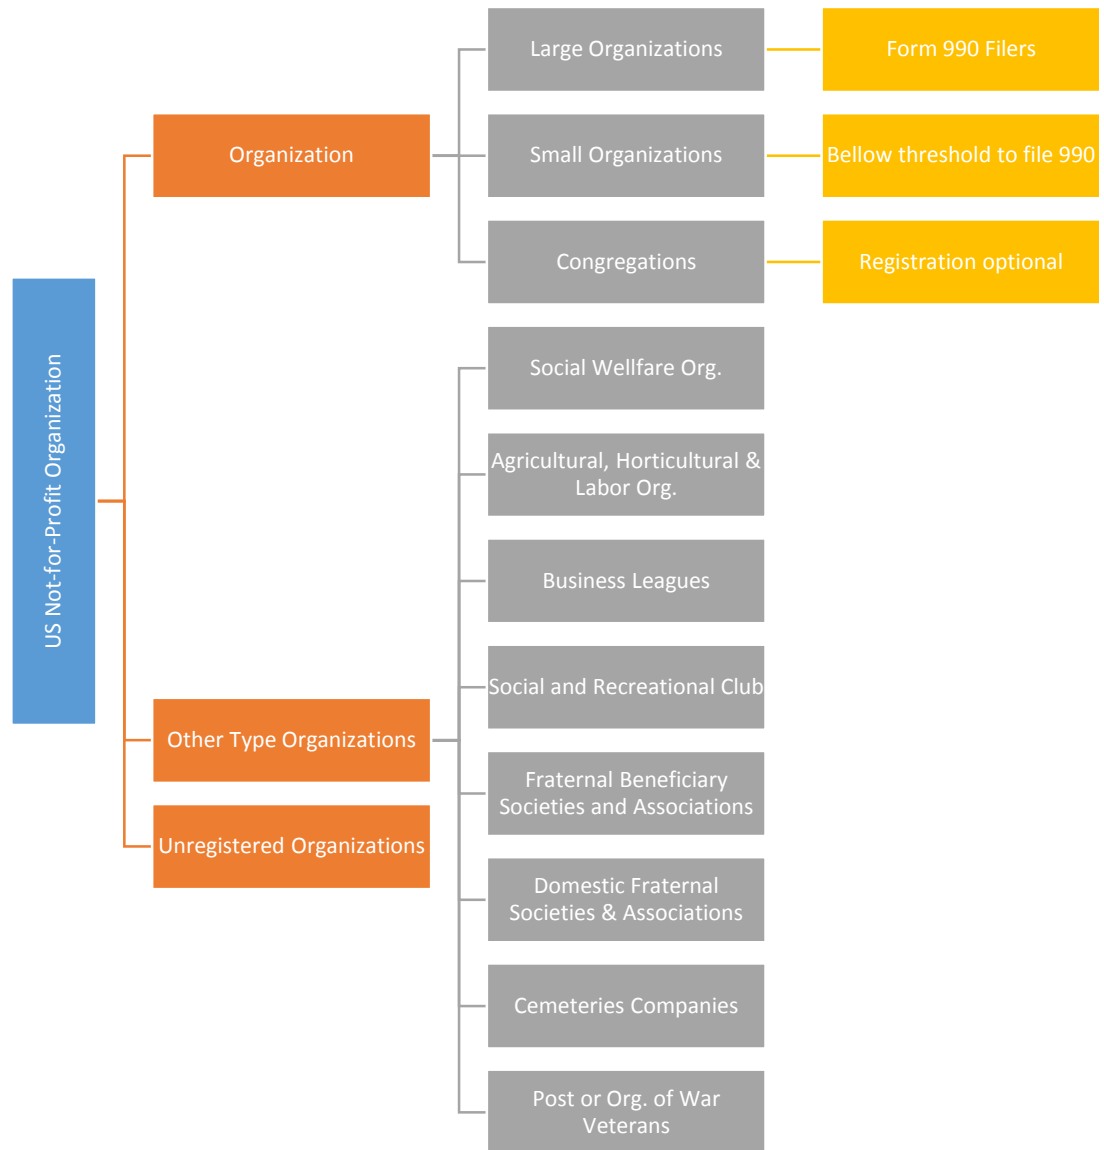 US Not-for-Profit Organization
Organization
Large Organizations
Form 990 Filers
Small Organizations
Bellow threshold to file 990
Congregations
Registration optional
Other Type Organizations
Social Wellfare Org.
Agricultural, Horticultural &
Labor Org.
Business Leagues
Social and Recreational Club
Fraternal Beneficiary
Societies and Associations
Domestic Fraternal
Societies & Associations
Cemeteries Companies
Post or Org. of War
Veterans
Unregistered Organizations